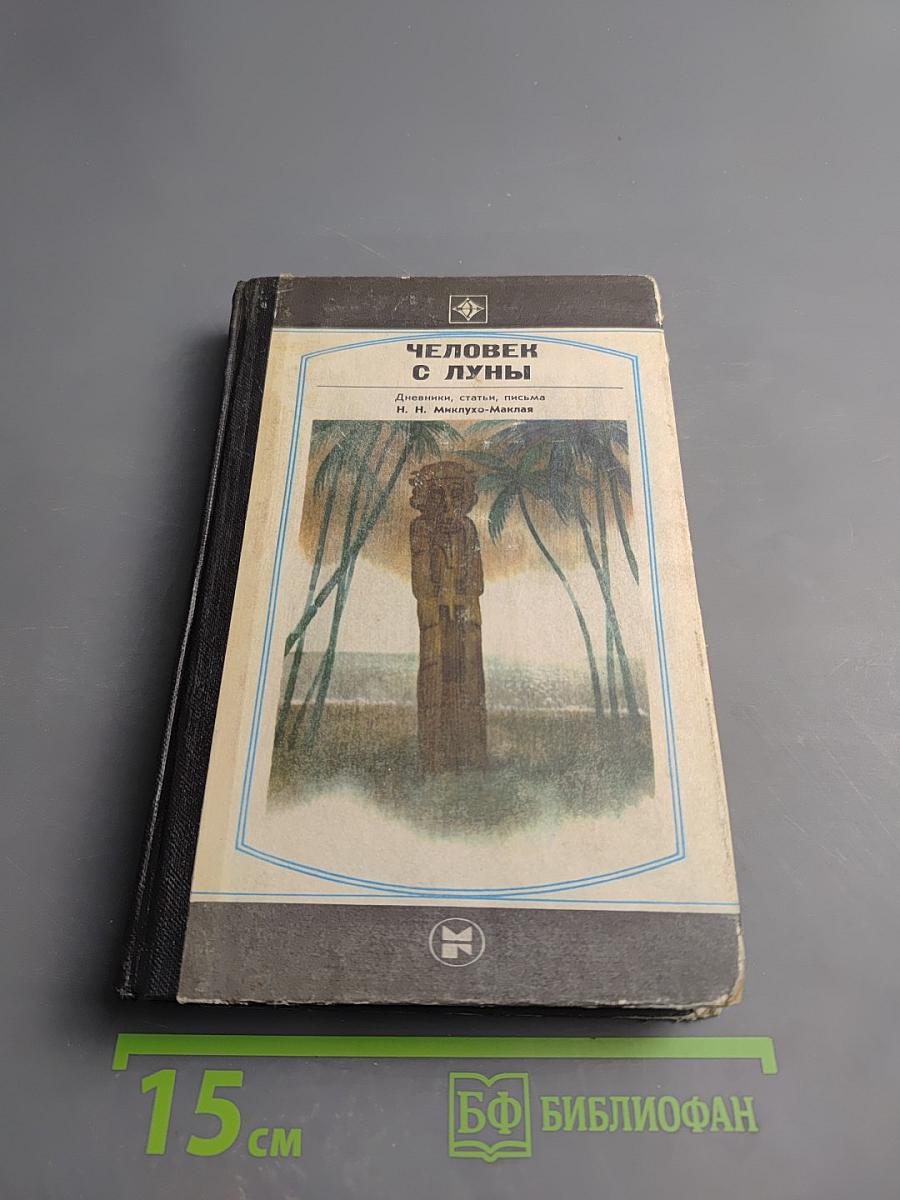 ЧЕЛОВЕК
С ЛУНЫ
Дневники, статьи, письма
Н. Н. Миклухо-Маклая
15 см
БФ БИБЛИОФАН